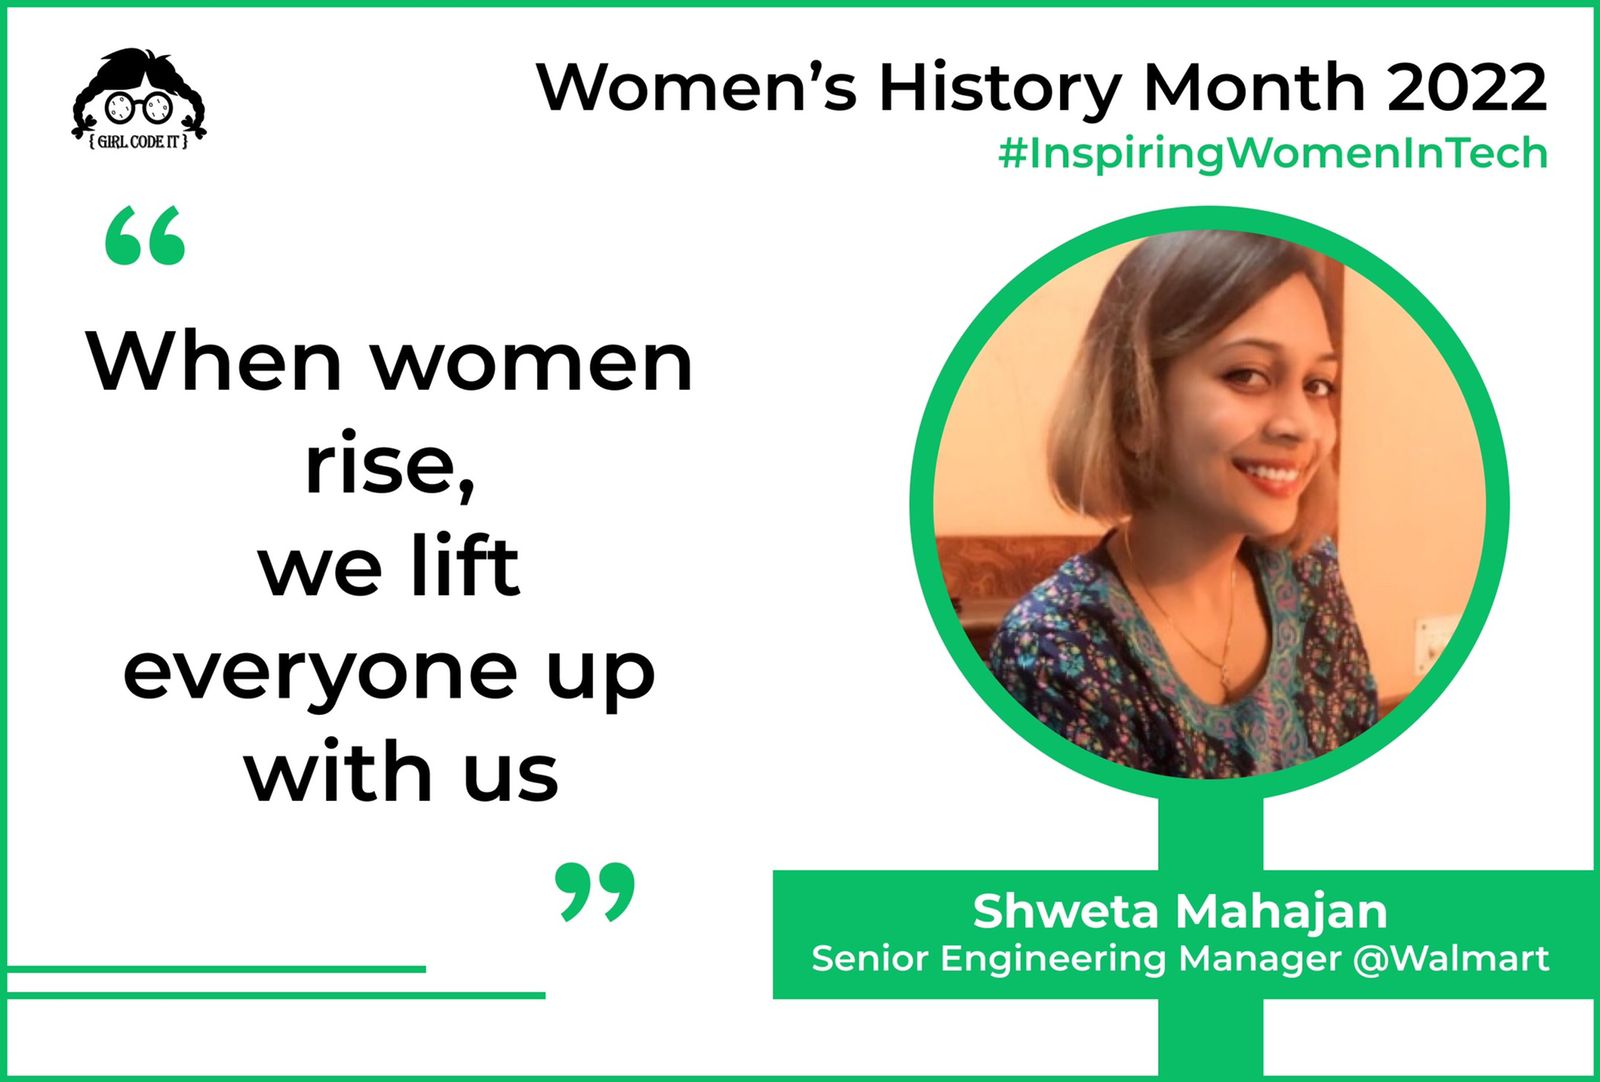 { GIRL CODE IT }
Women’s History Month 2022
#InspiringWomenInTech
“
When women
rise,
we lift
everyone up
with us
”
Shweta Mahajan
Senior Engineering Manager @Walmart